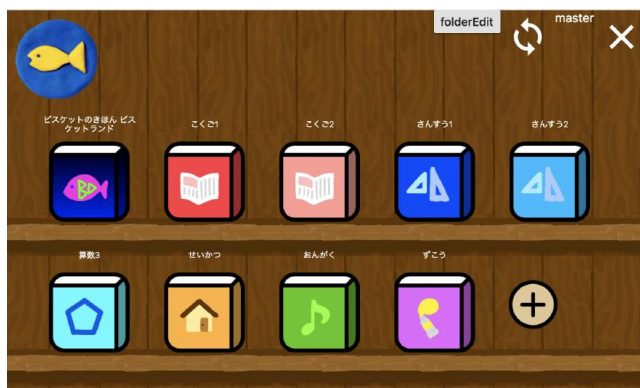 folderEdit
master
ビスケットのきほん ビス
ケットランド
こくご1
こくご2
さんすう1
さんすう2
算数3
せいかつ
おんがく
ずこう